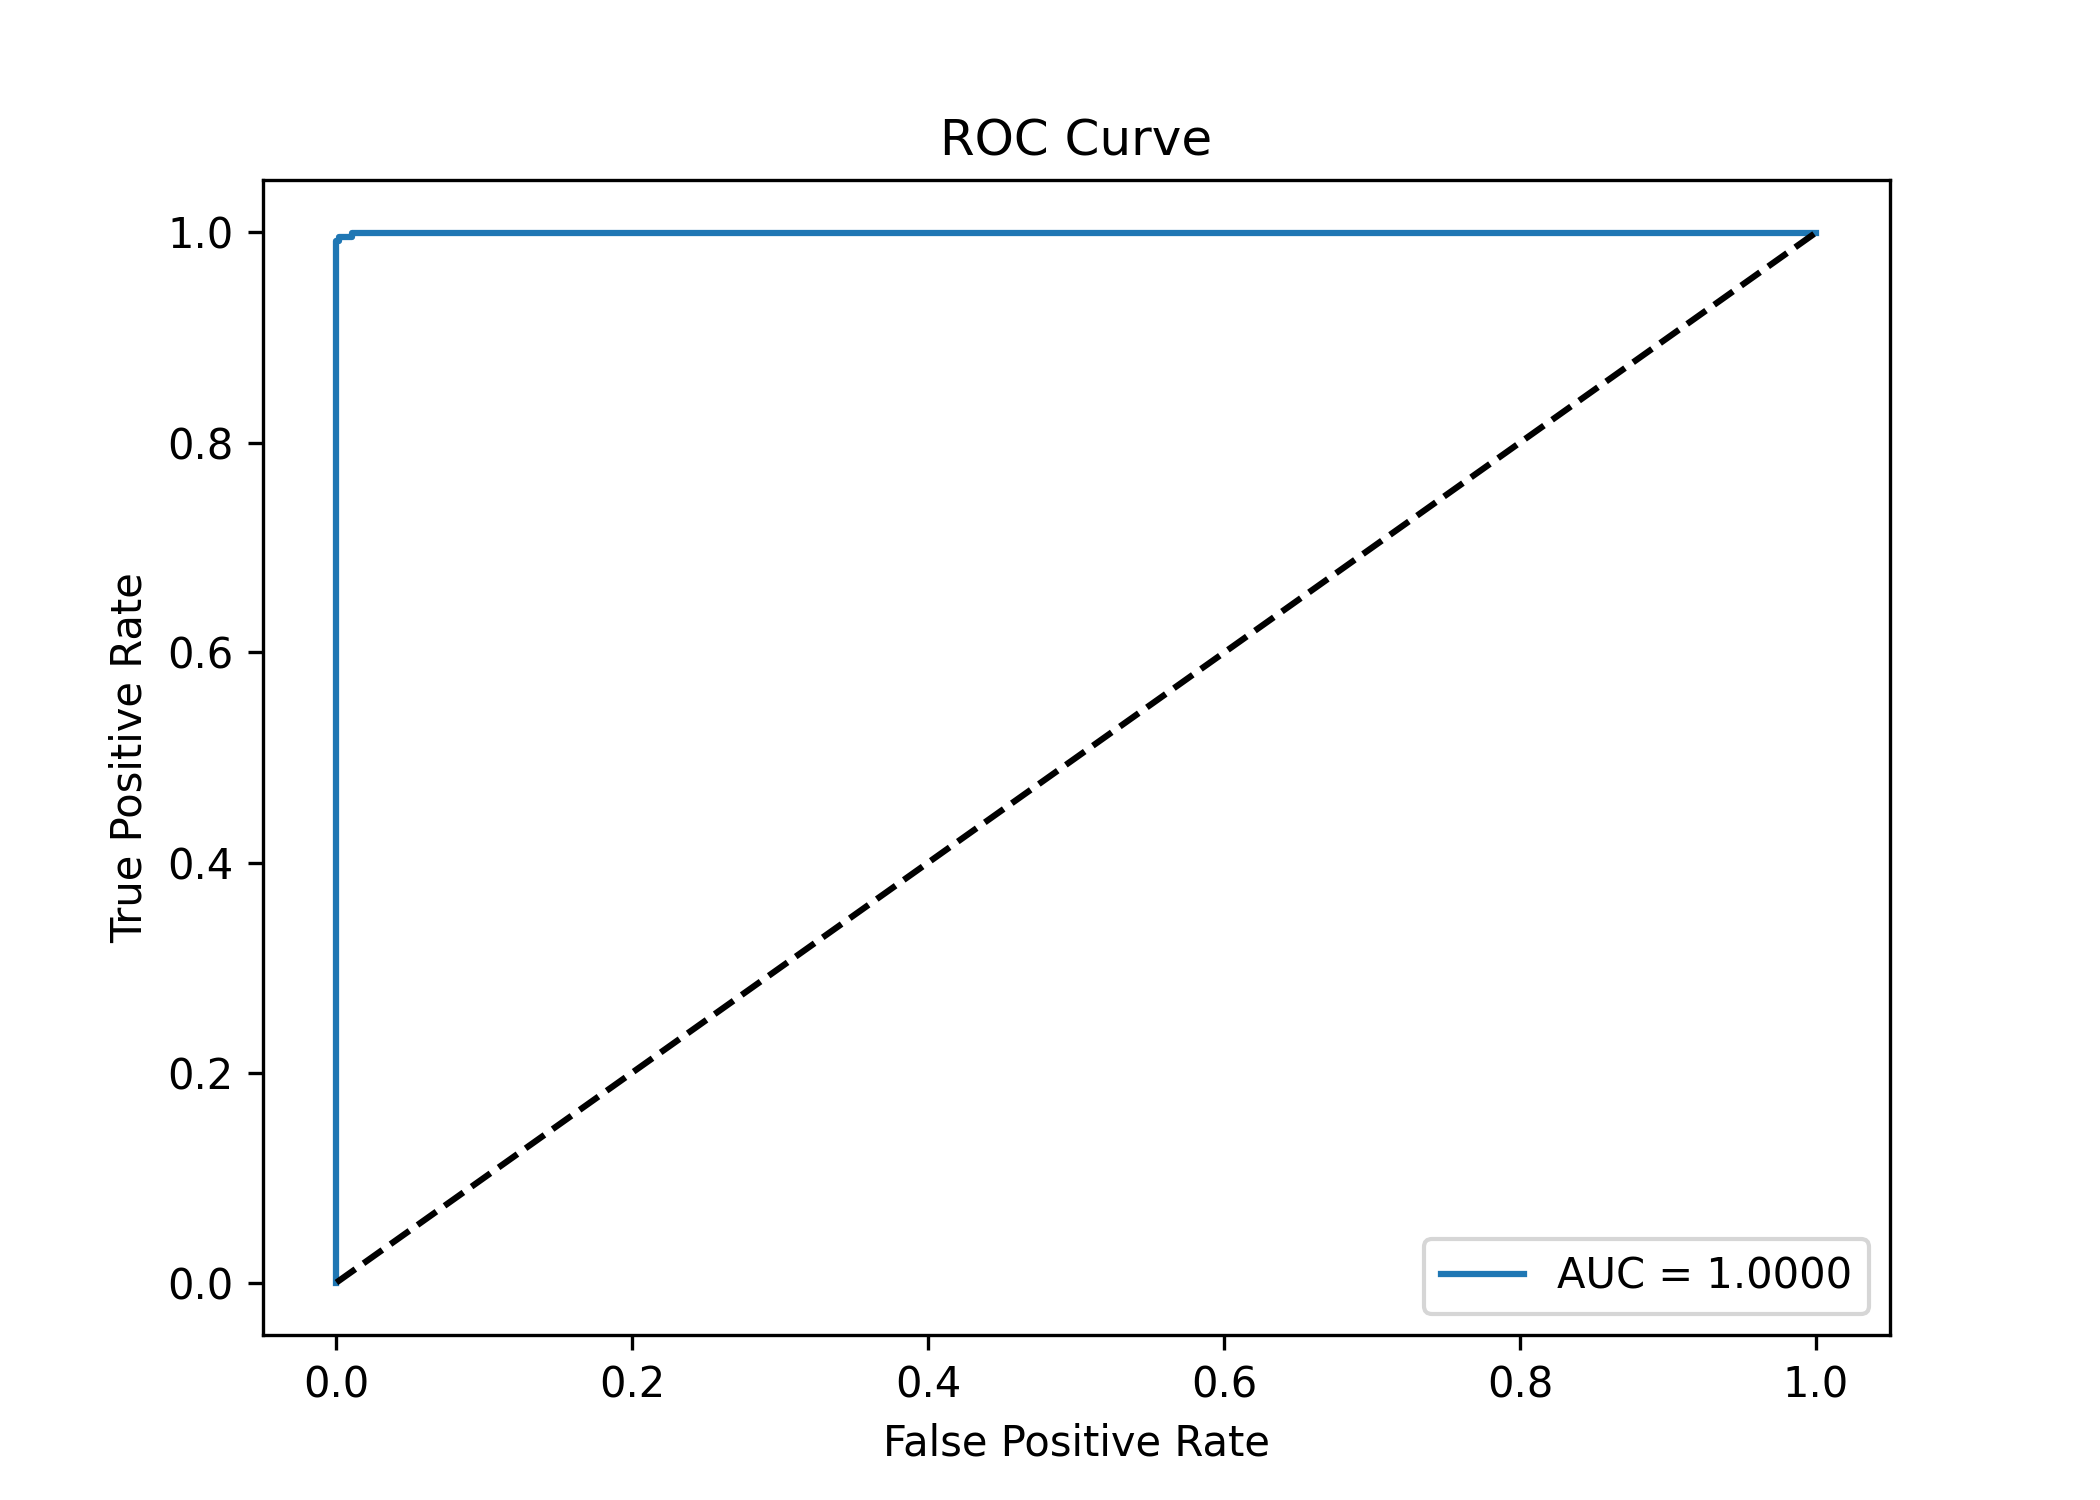 ROC Curve
1.0
0.8
0.6
0.4
0.2
0.0
True Positive Rate
AUC = 1.0000
0.0 0.2 0.4 0.6 0.8 1.0
False Positive Rate